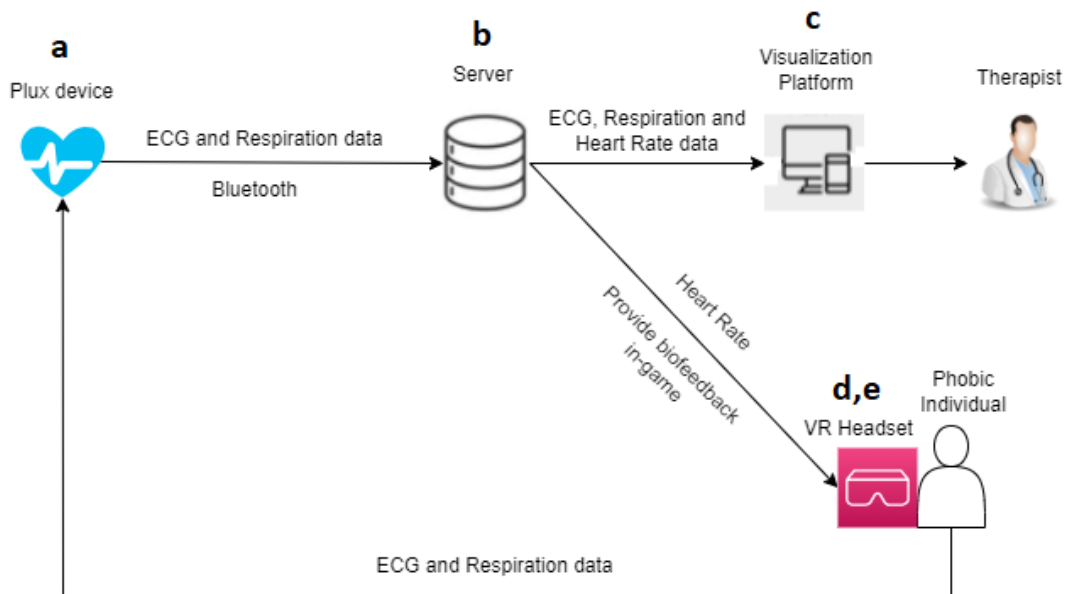 a
Plux device
ECG and Respiration data
Bluetooth
b
Server
ECG, Respiration and
Heart Rate data
c
Visualization
Platform
Therapist
Heart Rate
Provide biofeedback
in-game
d,e
VR Headset
Phobic
Individual
ECG and Respiration data